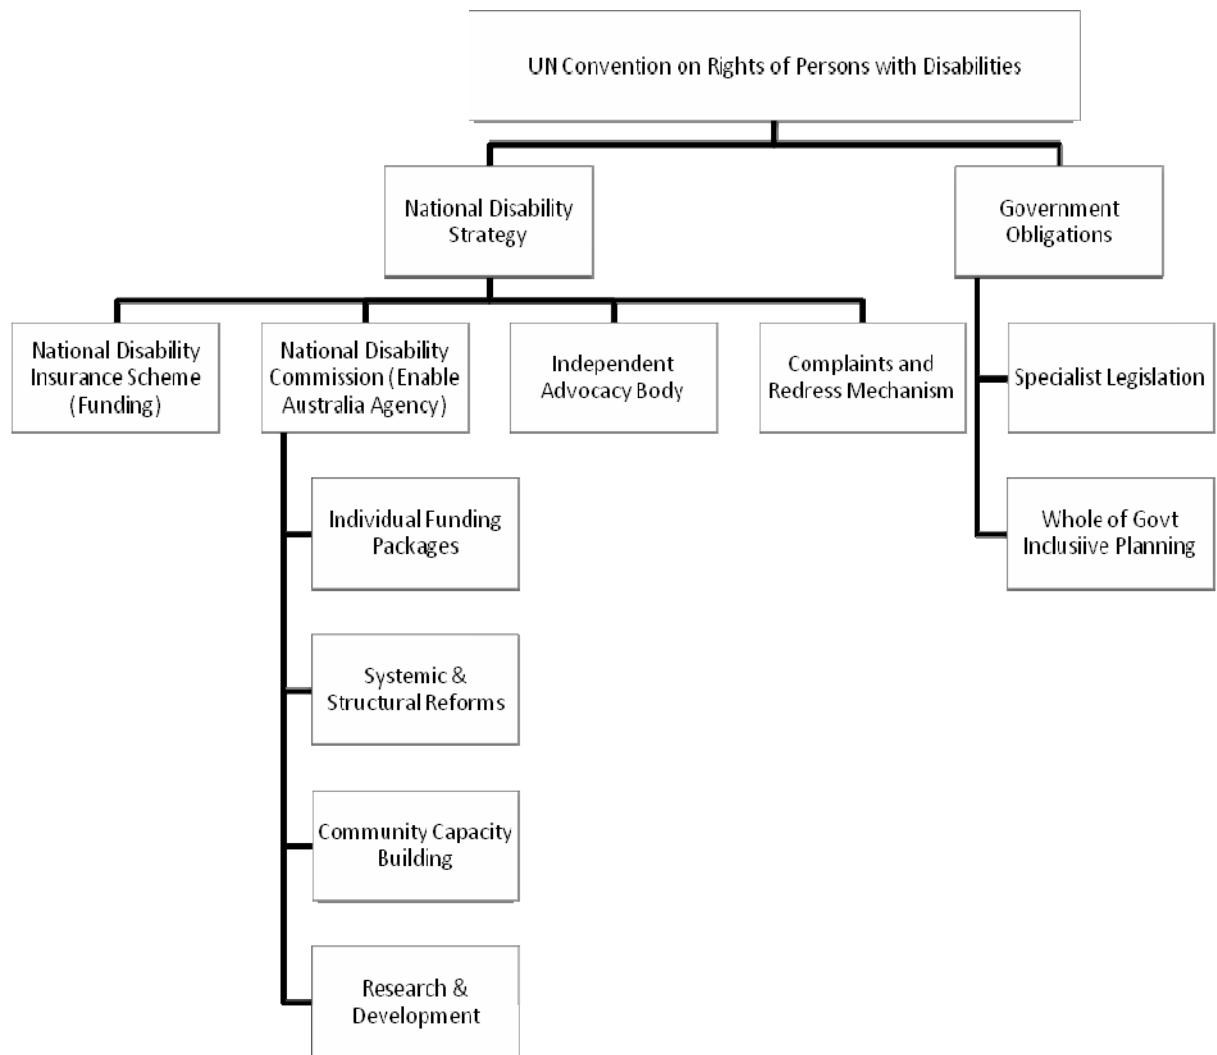 UN Convention on Rights of Persons with Disabilities
National Disability
Strategy
Government
Obligations
National Disability
Insurance Scheme
(Funding)
National Disability
Commission (Enable
Australia Agency)
Independent
Advocacy Body
Complaints and
Redress Mechanism
Specialist Legislation
Individual Funding
Packages
Whole of Govt
Inclusiive Planning
Systemic &
Structural Reforms
Community Capacity
Building
Research &
Development